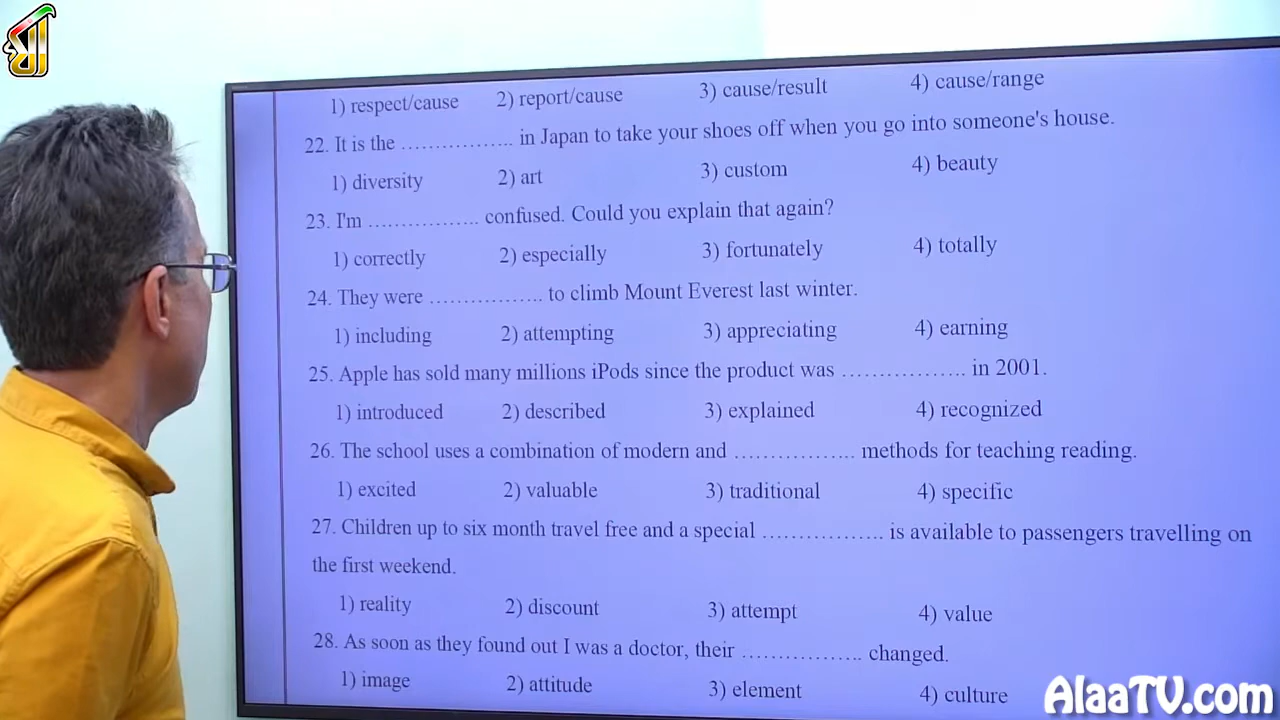 الاء
1) respect/cause 2) report/cause 3) cause/result 4) cause/range
22. It is the ................. in Japan to take your shoes off when you go into someone's house.
1) diversity 2) art 3) custom 4) beauty
23. I'm ................. confused. Could you explain that again?
1) correctly 2) especially 3) fortunately 4) totally
24. They were ................. to climb Mount Everest last winter.
1) including 2) attempting 3) appreciating 4) earning
25. Apple has sold many millions iPods since the product was ................. in 2001.
1) introduced 2) described 3) explained 4) recognized
26. The school uses a combination of modern and ................. methods for teaching reading.
1) excited 2) valuable 3) traditional 4) specific
27. Children up to six month travel free and a special ................. is available to passengers travelling on
the first weekend.
1) reality 2) discount 3) attempt 4) value
28. As soon as they found out I was a doctor, their ................. changed.
1) image 2) attitude 3) element 4) culture
AlaaTV.com